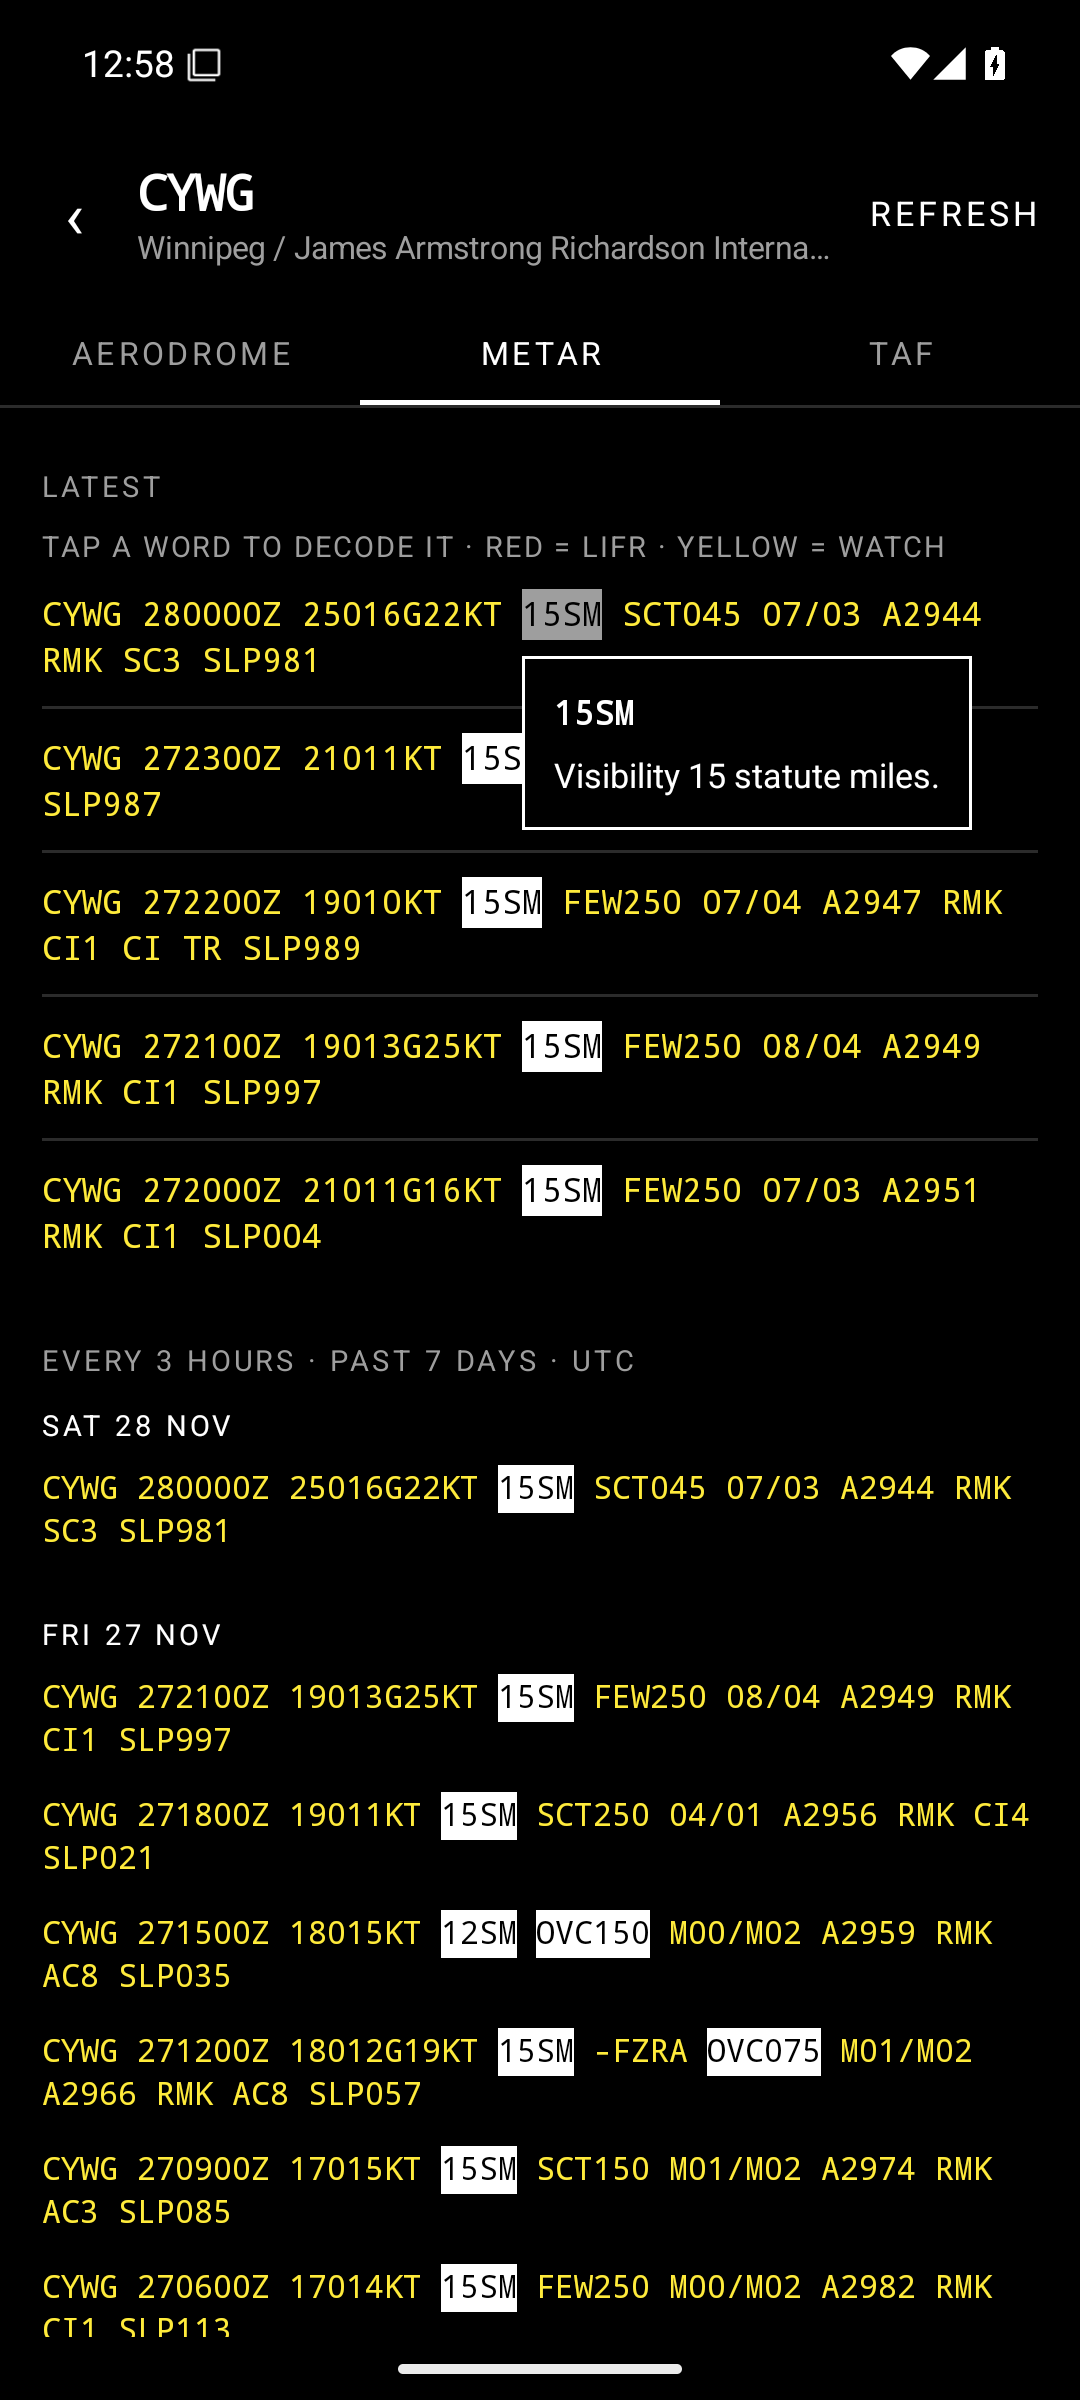 12:58
CYWG
Winnipeg / James Armstrong Richardson Interna…
REFRESH
AERODROME METAR TAF
LATEST
TAP A WORD TO DECODE IT · RED = LIFR · YELLOW = WATCH
CYWG 280000Z 25016G22KT 15SM SCT045 07/03 A2944
RMK SC3 SLP981
15SM
Visibility 15 statute miles.
CYWG 272300Z 21011KT
SLP987
CYWG 272200Z 19010KT 15SM FEW250 07/04 A2947 RMK
CI1 CI TR SLP989
CYWG 272100Z 19013G25KT 15SM FEW250 08/04 A2949
RMK CI1 SLP997
CYWG 272000Z 21011G16KT 15SM FEW250 07/03 A2951
RMK CI1 SLP004
EVERY 3 HOURS · PAST 7 DAYS · UTC
SAT 28 NOV
CYWG 280000Z 25016G22KT 15SM SCT045 07/03 A2944 RMK
SC3 SLP981
FRI 27 NOV
CYWG 272100Z 19013G25KT 15SM FEW250 08/04 A2949 RMK
CI1 SLP997
CYWG 271800Z 19011KT 15SM SCT250 04/01 A2956 RMK CI4
SLP021
CYWG 271500Z 18015KT 12SM OVC150 M00/M02 A2959 RMK
AC8 SLP035
CYWG 271200Z 18012G19KT 15SM -FZRA OVC075 M01/M02
A2966 RMK AC8 SLP057
CYWG 270900Z 17015KT 15SM SCT150 M01/M02 A2974 RMK
AC3 SLP085
CYWG 270600Z 17014KT 15SM FEW250 M00/M02 A2982 RMK
CI1 SLP113